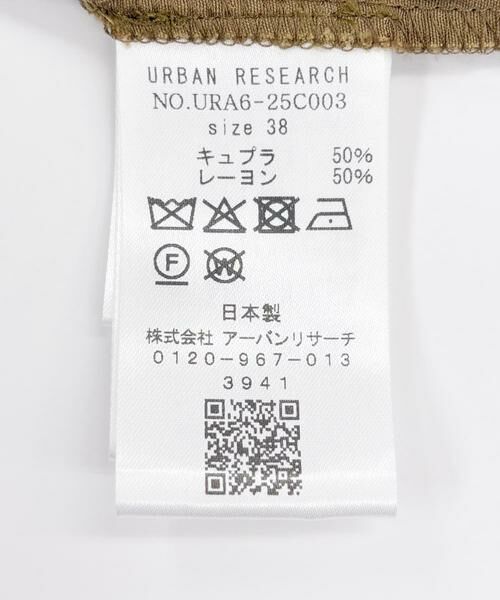 URBAN RESEARCH
NO.URA6-25C003
size 38
キュプラ 50%
レーヨン 50%
F W
日本製
株式会社 アーバンリサーチ
0120-967-013
3941